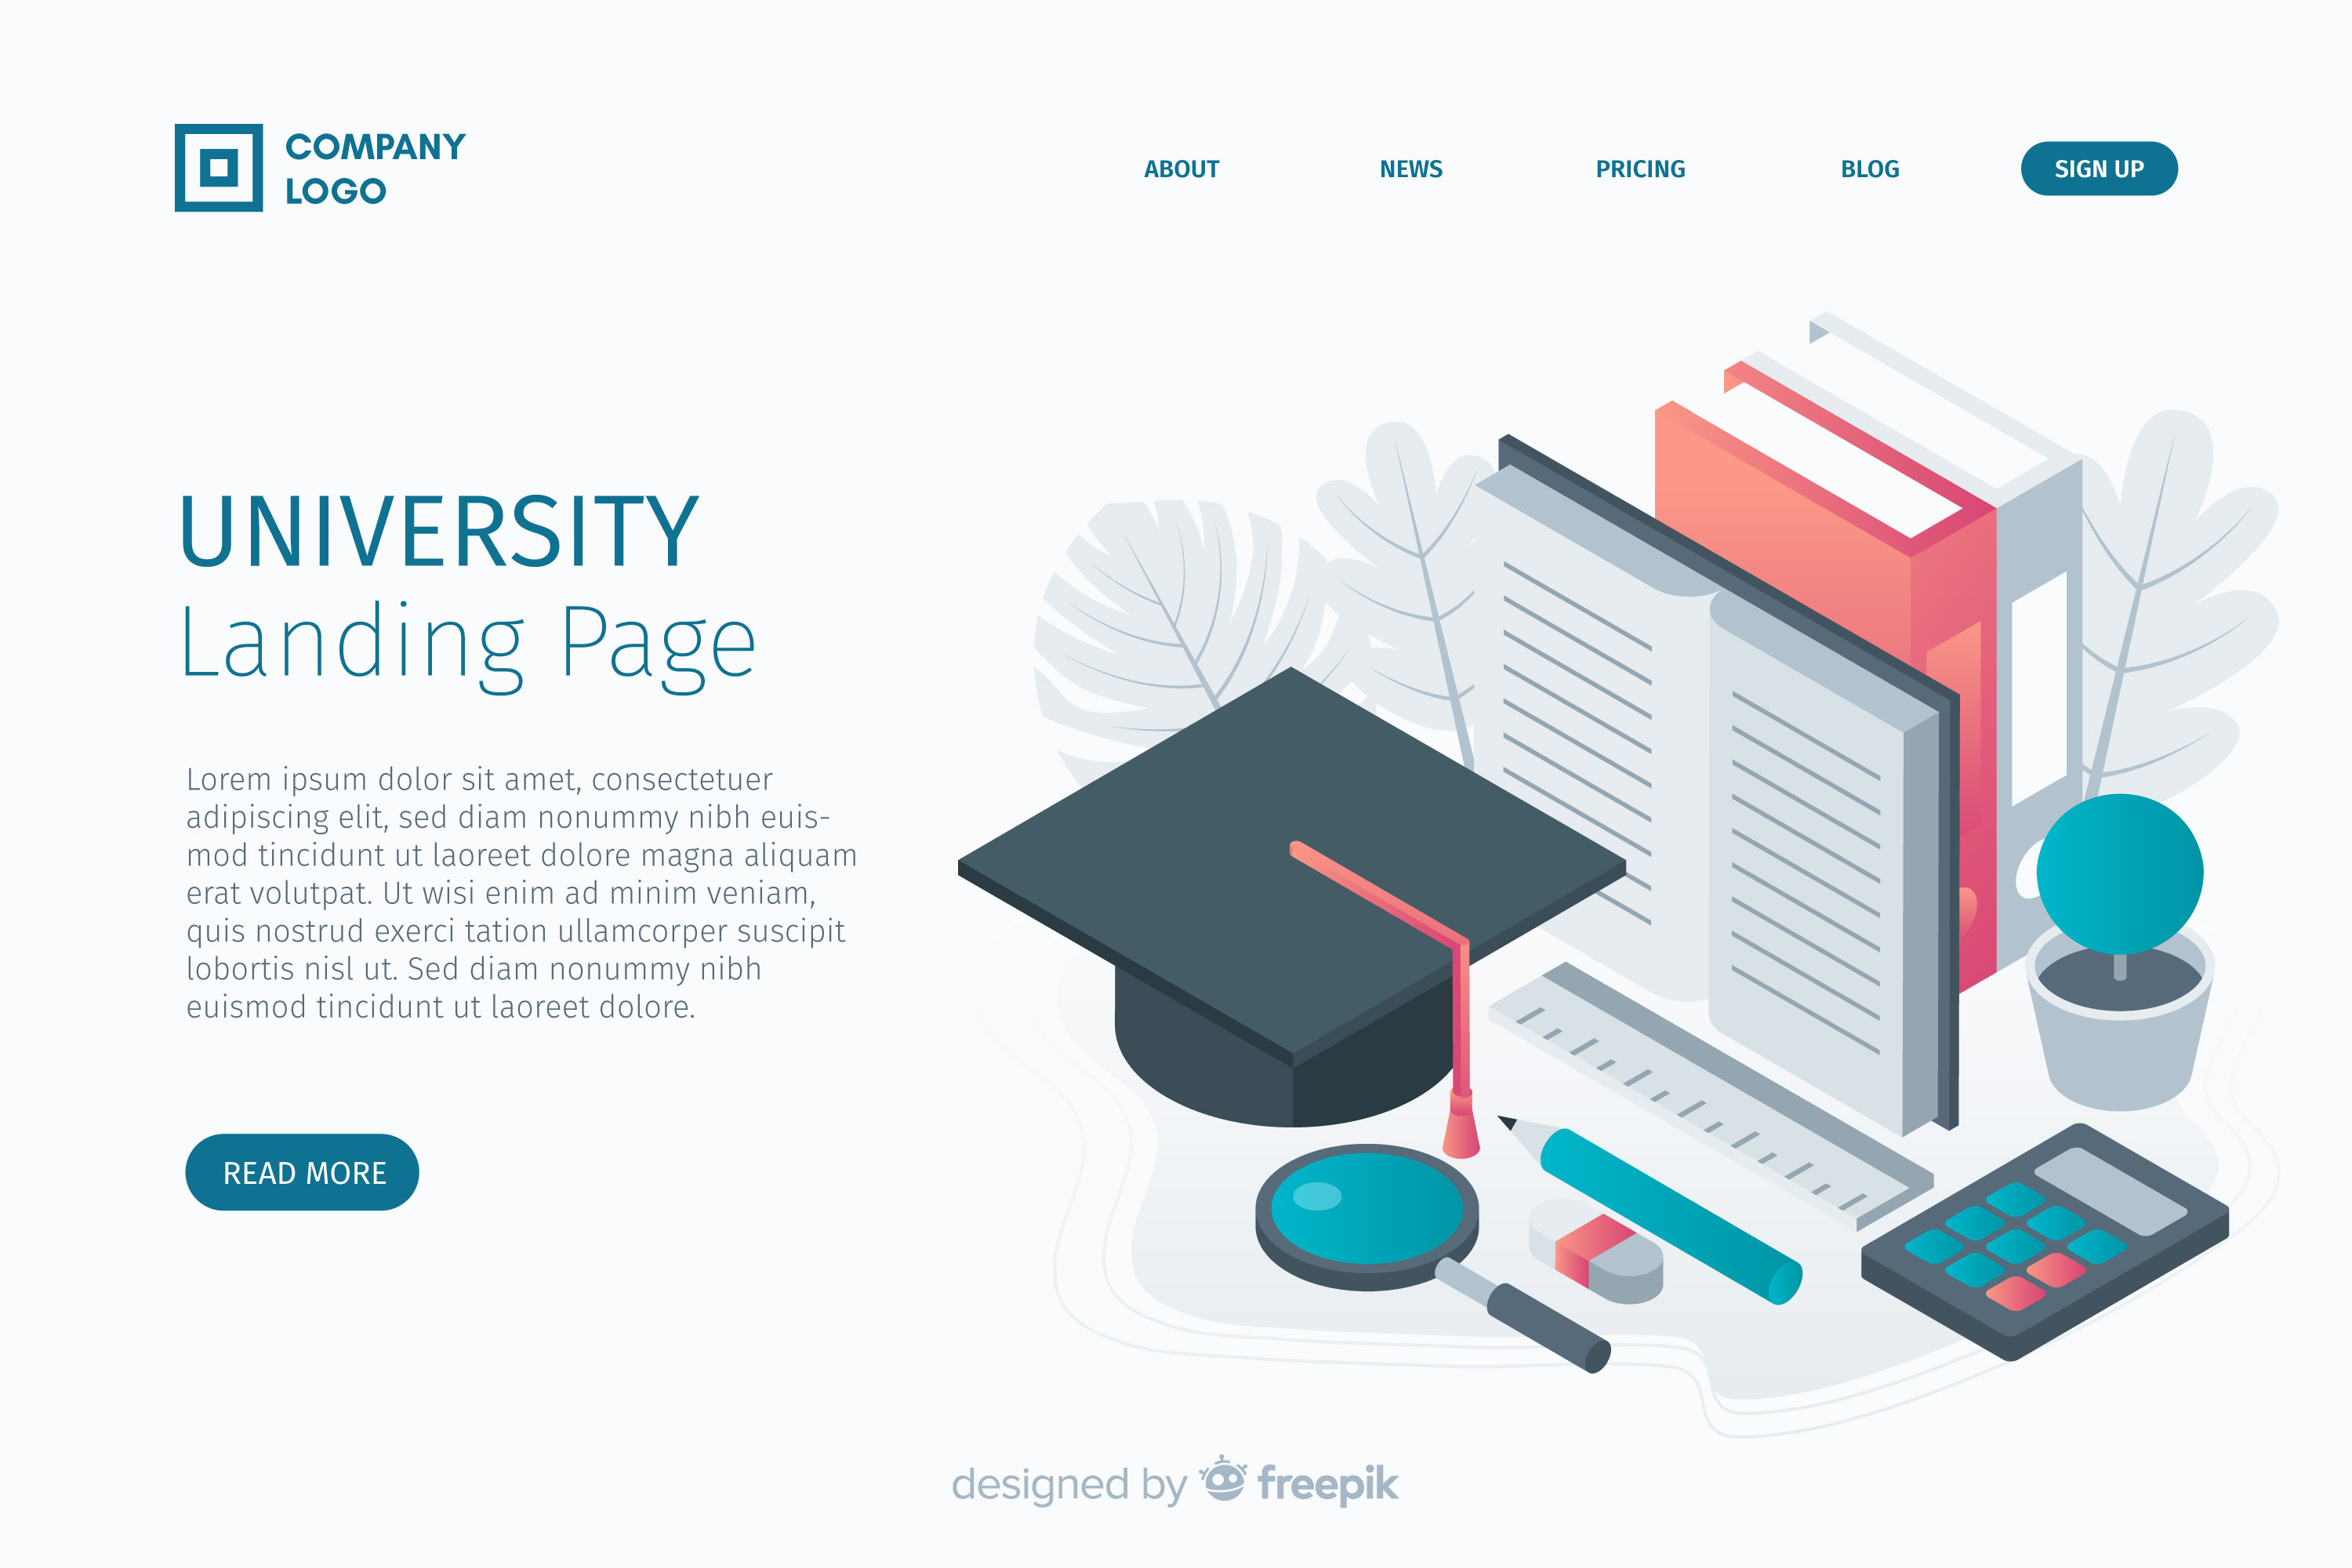 COMPANY
LOGO
ABOUT NEWS PRICING BLOG SIGN UP
UNIVERSITY
Landing Page
Lorem ipsum dolor sit amet, consectetuer
adipiscing elit, sed diam nonummy nibh euis-
mod tincidunt ut laoreet dolore magna aliquam
erat volutpat. Ut wisi enim ad minim veniam,
quis nostrud exerci tation ullamcorper suscipit
lobortis nisl ut. Sed diam nonummy nibh
euismod tincidunt ut laoreet dolore.
READ MORE
designed by freepik